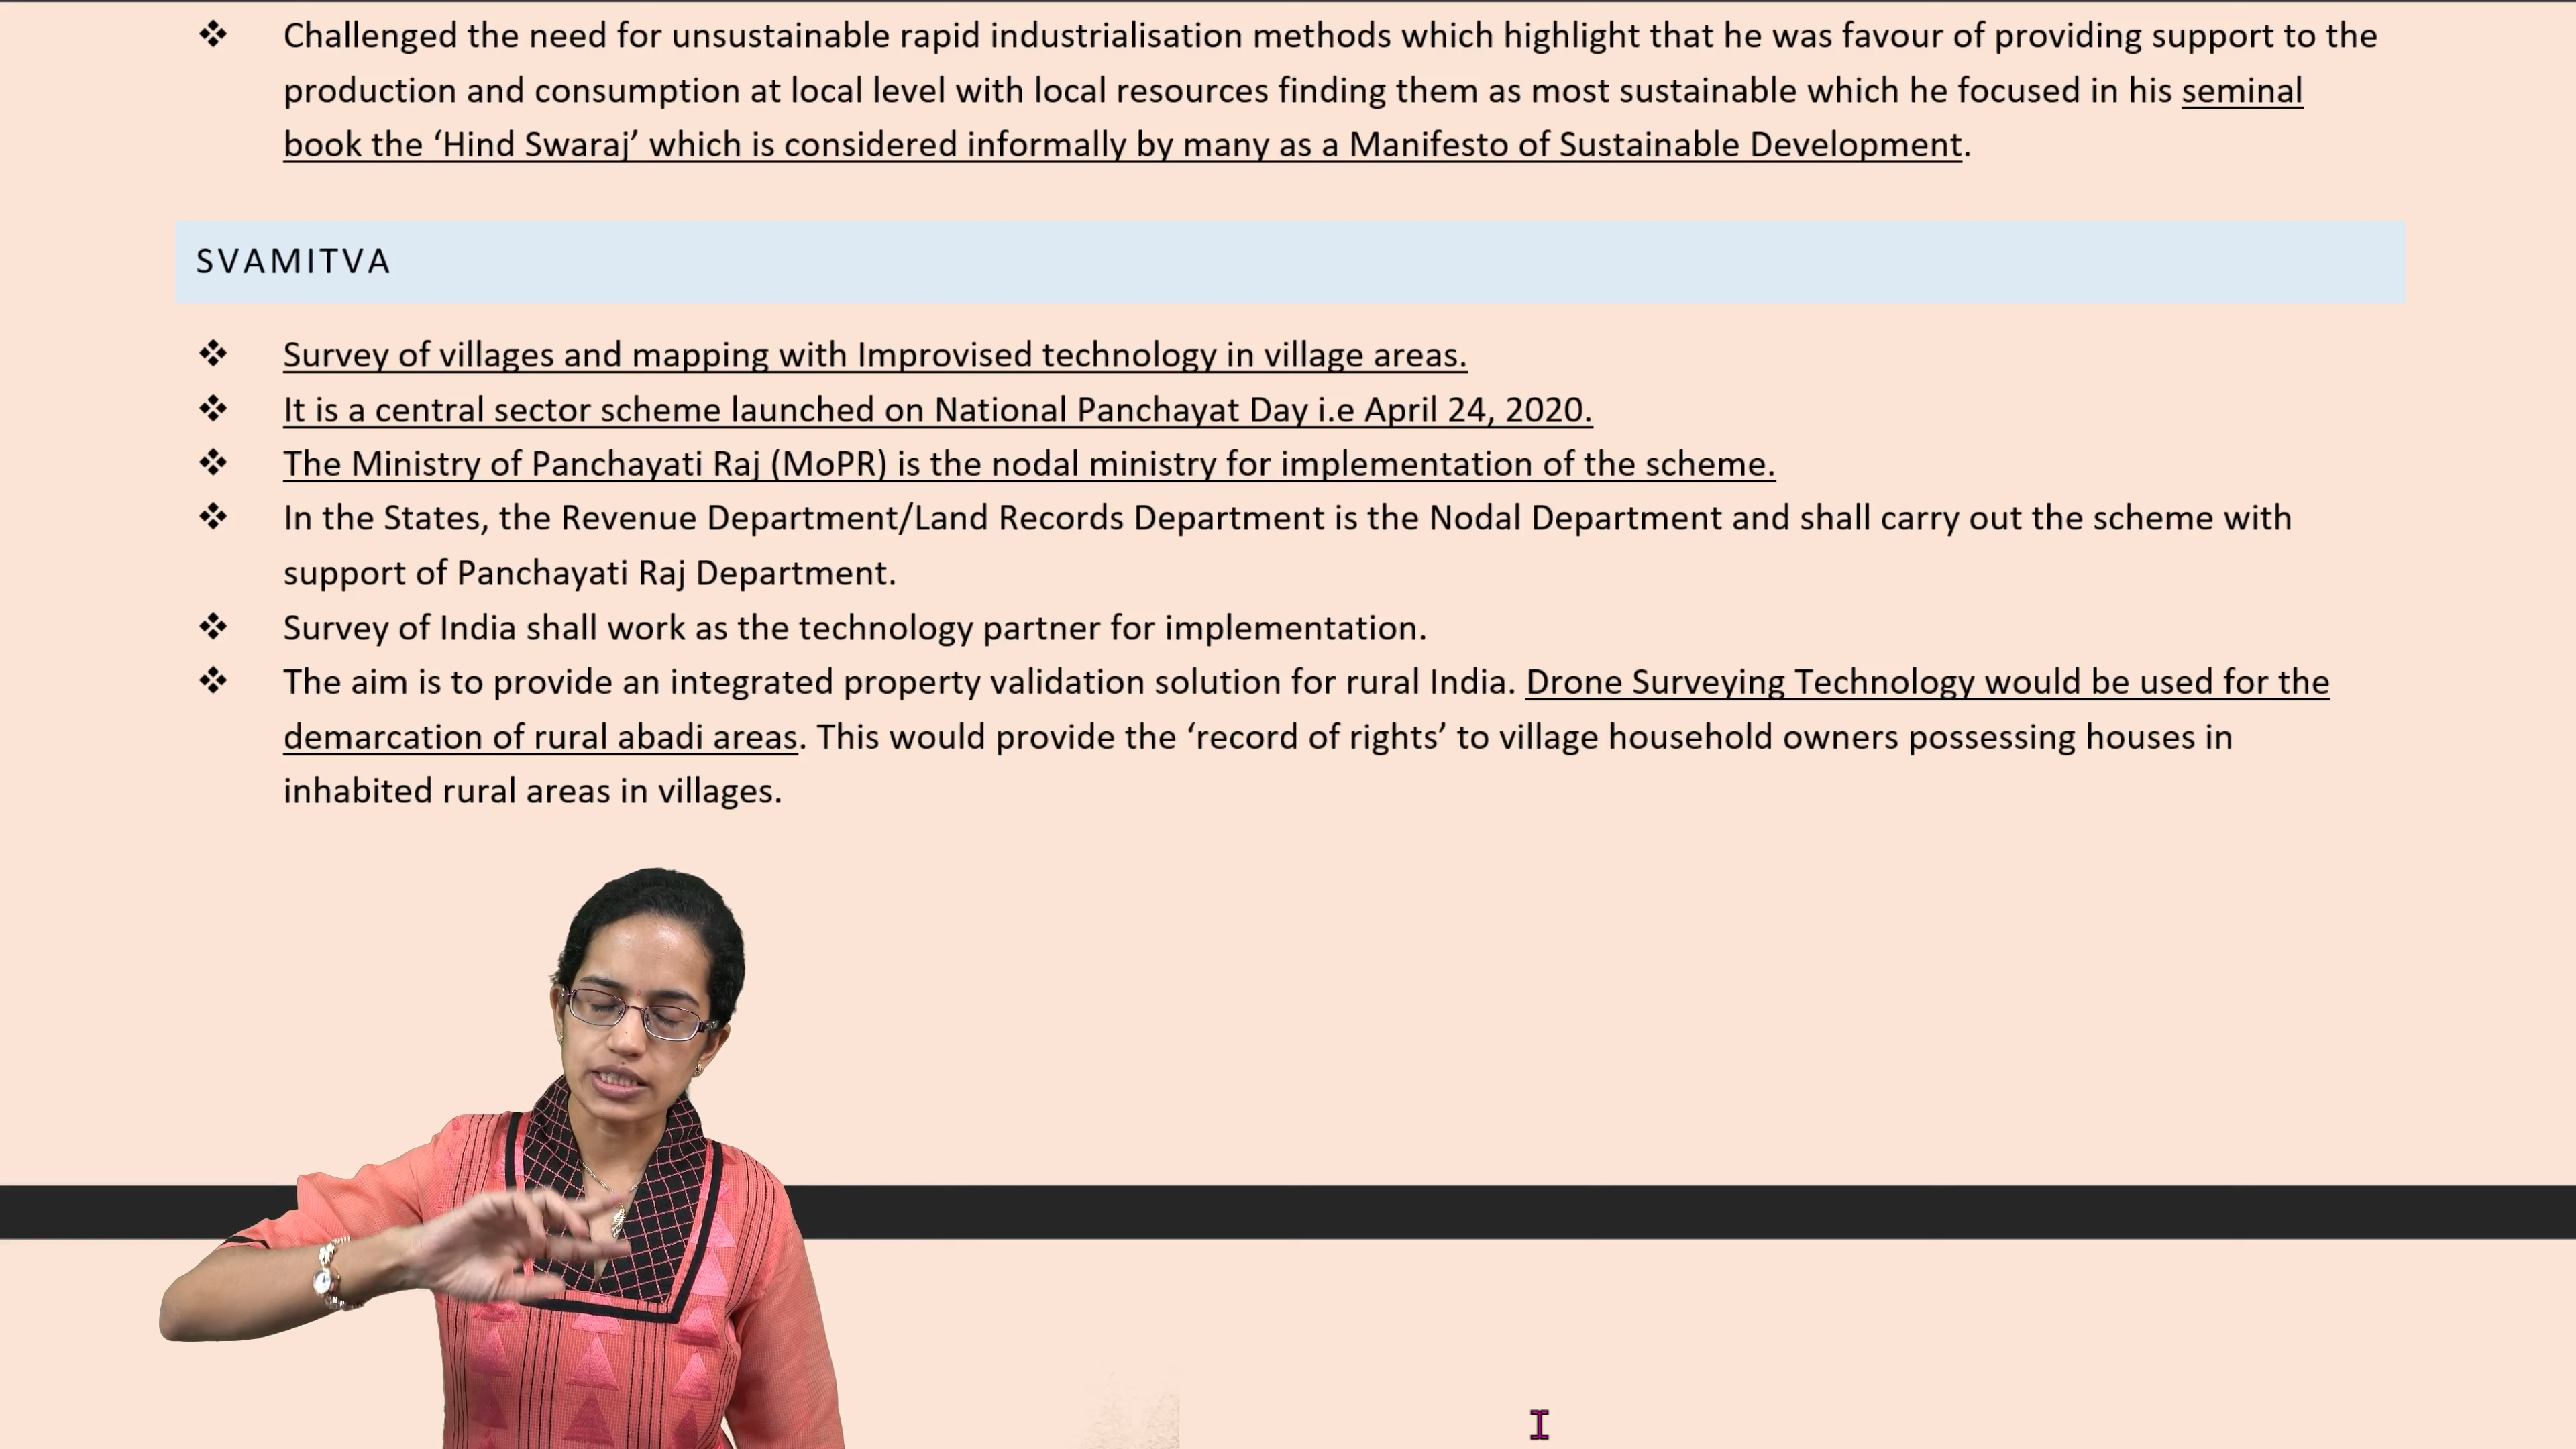 ❖ Challenged the need for unsustainable rapid industrialisation methods which highlight that he was favour of providing support to the
production and consumption at local level with local resources finding them as most sustainable which he focused in his seminal
book the ‘Hind Swaraj’ which is considered informally by many as a Manifesto of Sustainable Development.
SVAMITVA
❖ Survey of villages and mapping with Improvised technology in village areas.
❖ It is a central sector scheme launched on National Panchayat Day i.e April 24, 2020.
❖ The Ministry of Panchayati Raj (MoPR) is the nodal ministry for implementation of the scheme.
❖ In the States, the Revenue Department/Land Records Department is the Nodal Department and shall carry out the scheme with
support of Panchayati Raj Department.
❖ Survey of India shall work as the technology partner for implementation.
❖ The aim is to provide an integrated property validation solution for rural India. Drone Surveying Technology would be used for the
demarcation of rural abadi areas. This would provide the ‘record of rights’ to village household owners possessing houses in
inhabited rural areas in villages.